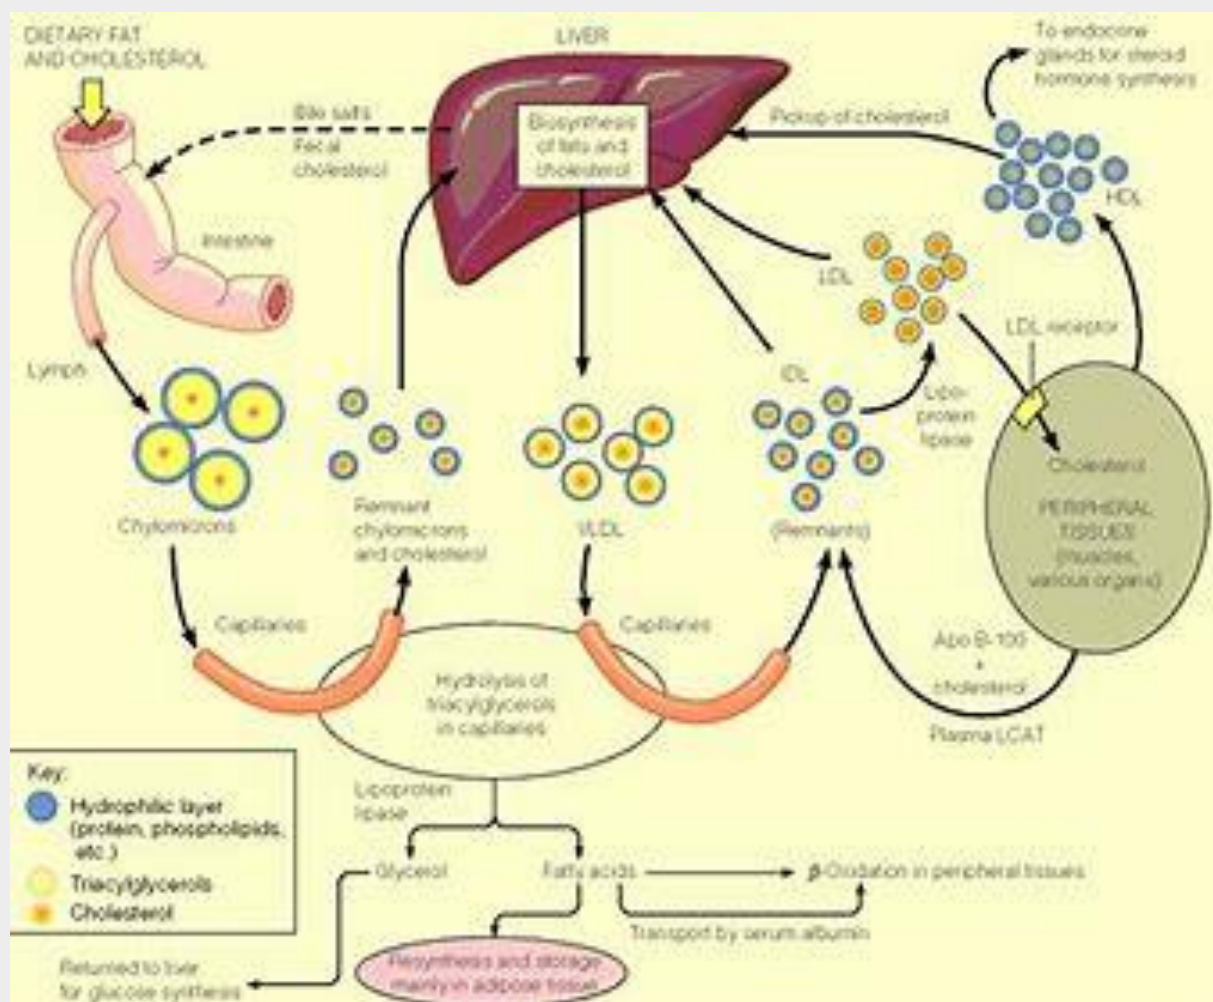 DIETARY FAT
AND CHOLESTEROL
LIVER
To endocrine
glands for steroid
hormone synthesis
Bile salts
Fecal
cholesterol
Biosynthesis
of fats and
cholesterol
Pickup of cholesterol
HDL
Intestine
LDL
LDL receptor
Lymph
IDL
Lipo-
protein
lipase
Cholesterol
PERIPHERAL
TISSUES
(muscles,
various organs)
Chylomicrons
Remnant
chylomicrons
and cholesterol
VLDL
(Remnants)
Capillaries
Capillaries
Apo B-100
+
cholesterol
Plasma LCAT
Hydrolysis of
triacylglycerols
in capillaries
Key:
Hydrophilic layer
(protein, phospholipids,
etc.)
Triacylglycerols
Cholesterol
Lipoprotein
lipase
Glycerol
Fatty acids
β-Oxidation in peripheral tissues
Transport by serum albumin
Resynthesis and storage
mainly in adipose tissue
Returned to liver
for glucose synthesis